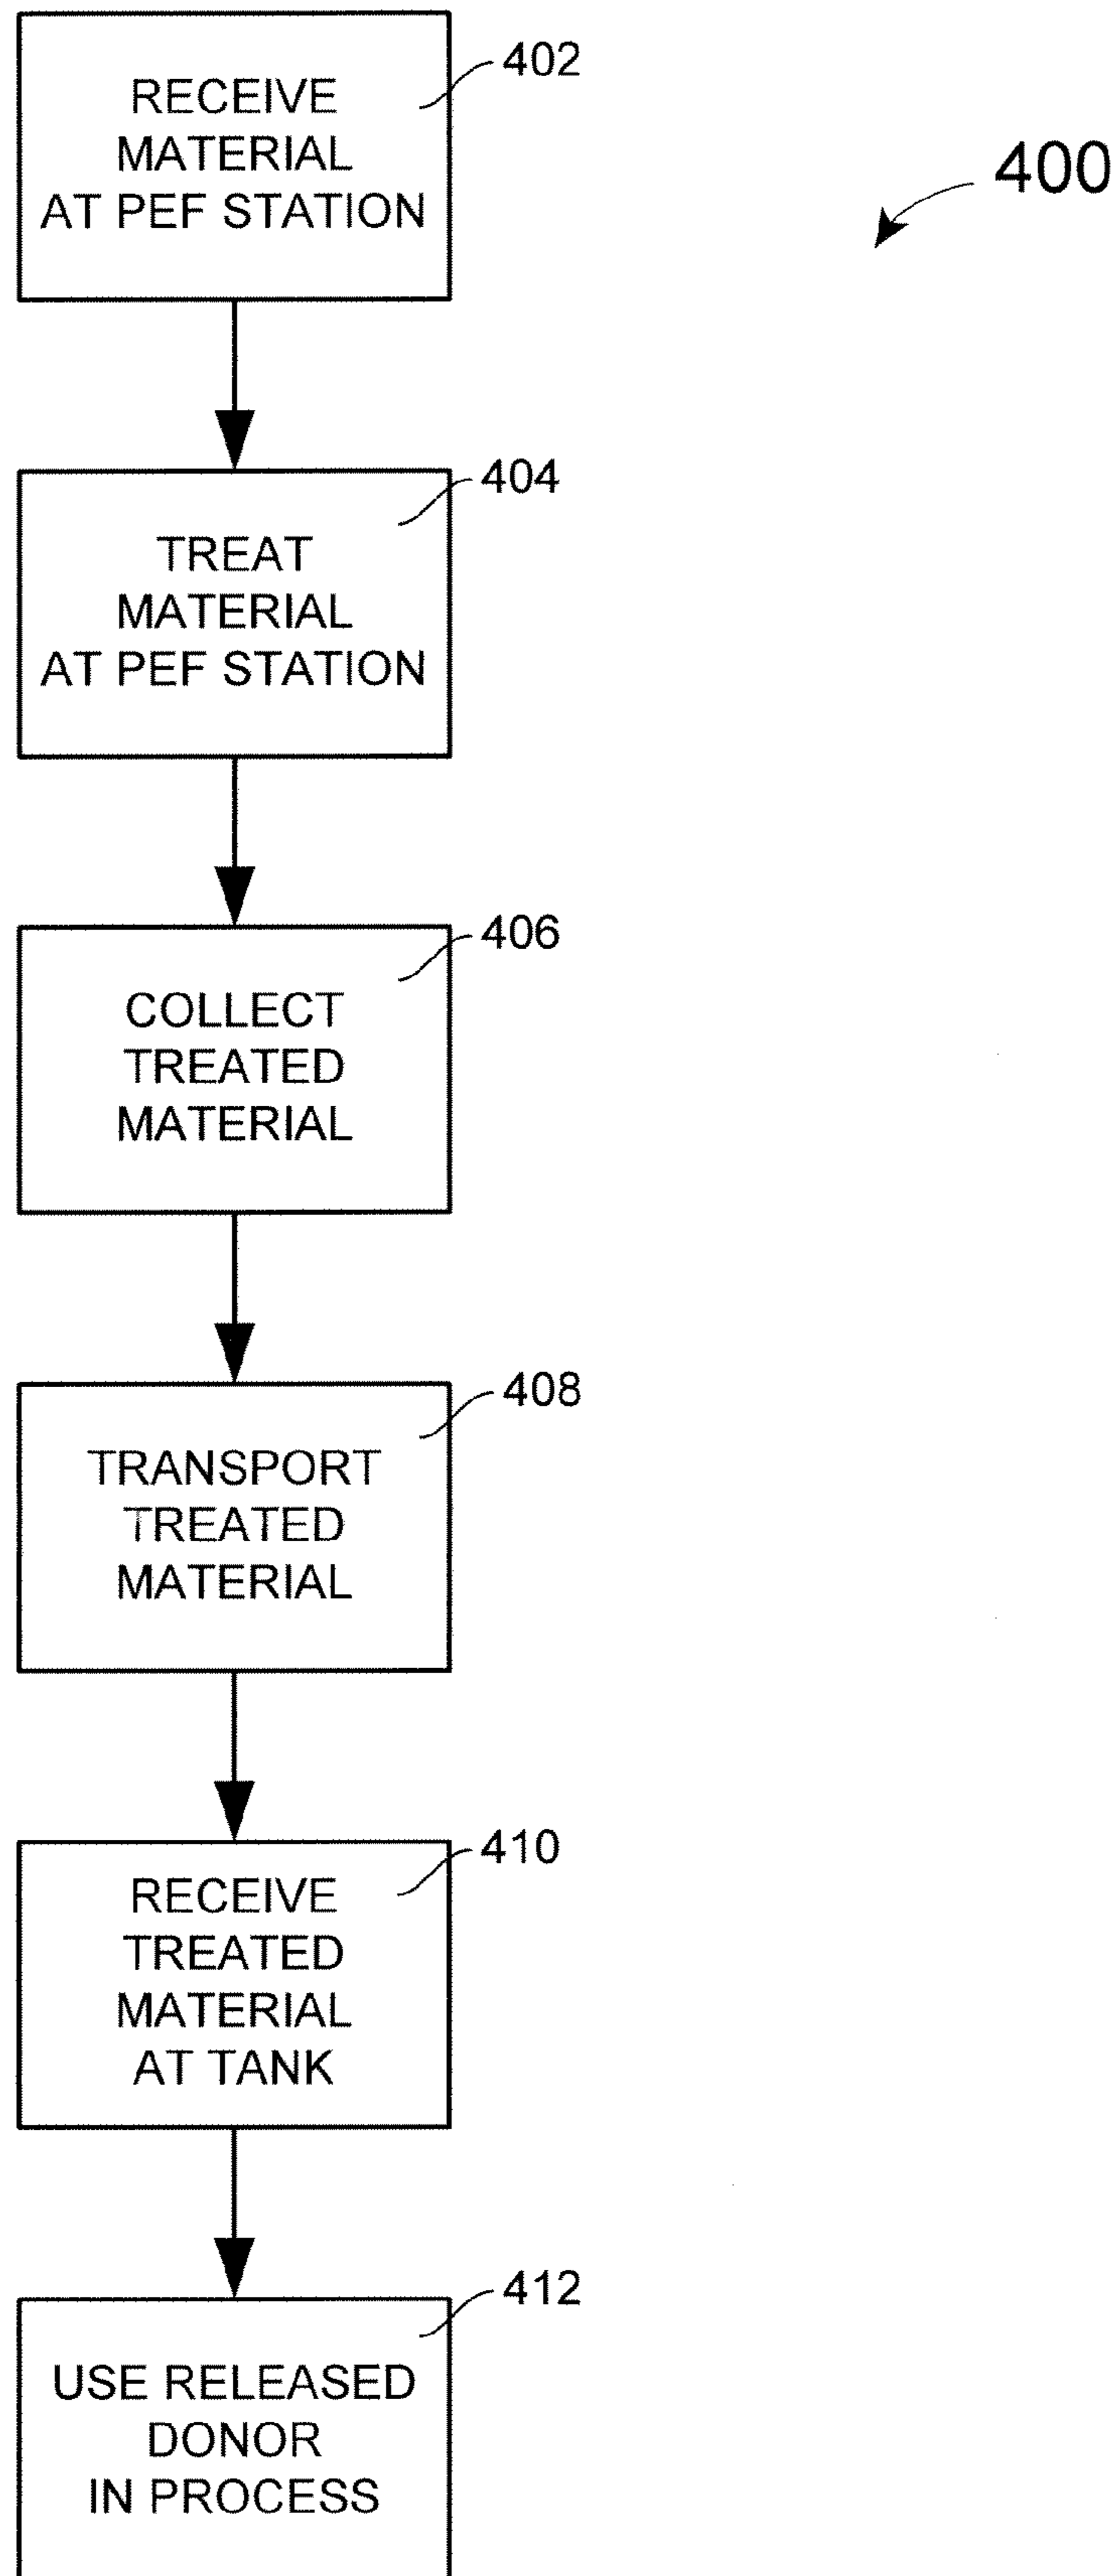 402
RECEIVE
MATERIAL
AT PEF STATION
400
404
TREAT
MATERIAL
AT PEF STATION
406
COLLECT
TREATED
MATERIAL
408
TRANSPORT
TREATED
MATERIAL
410
RECEIVE
TREATED
MATERIAL
AT TANK
412
USE RELEASED
DONOR
IN PROCESS